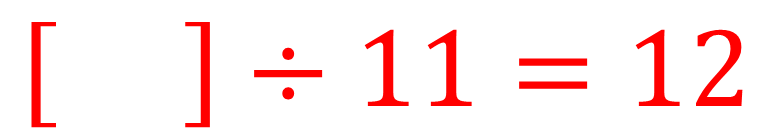 [ ] ÷ 11 = 12